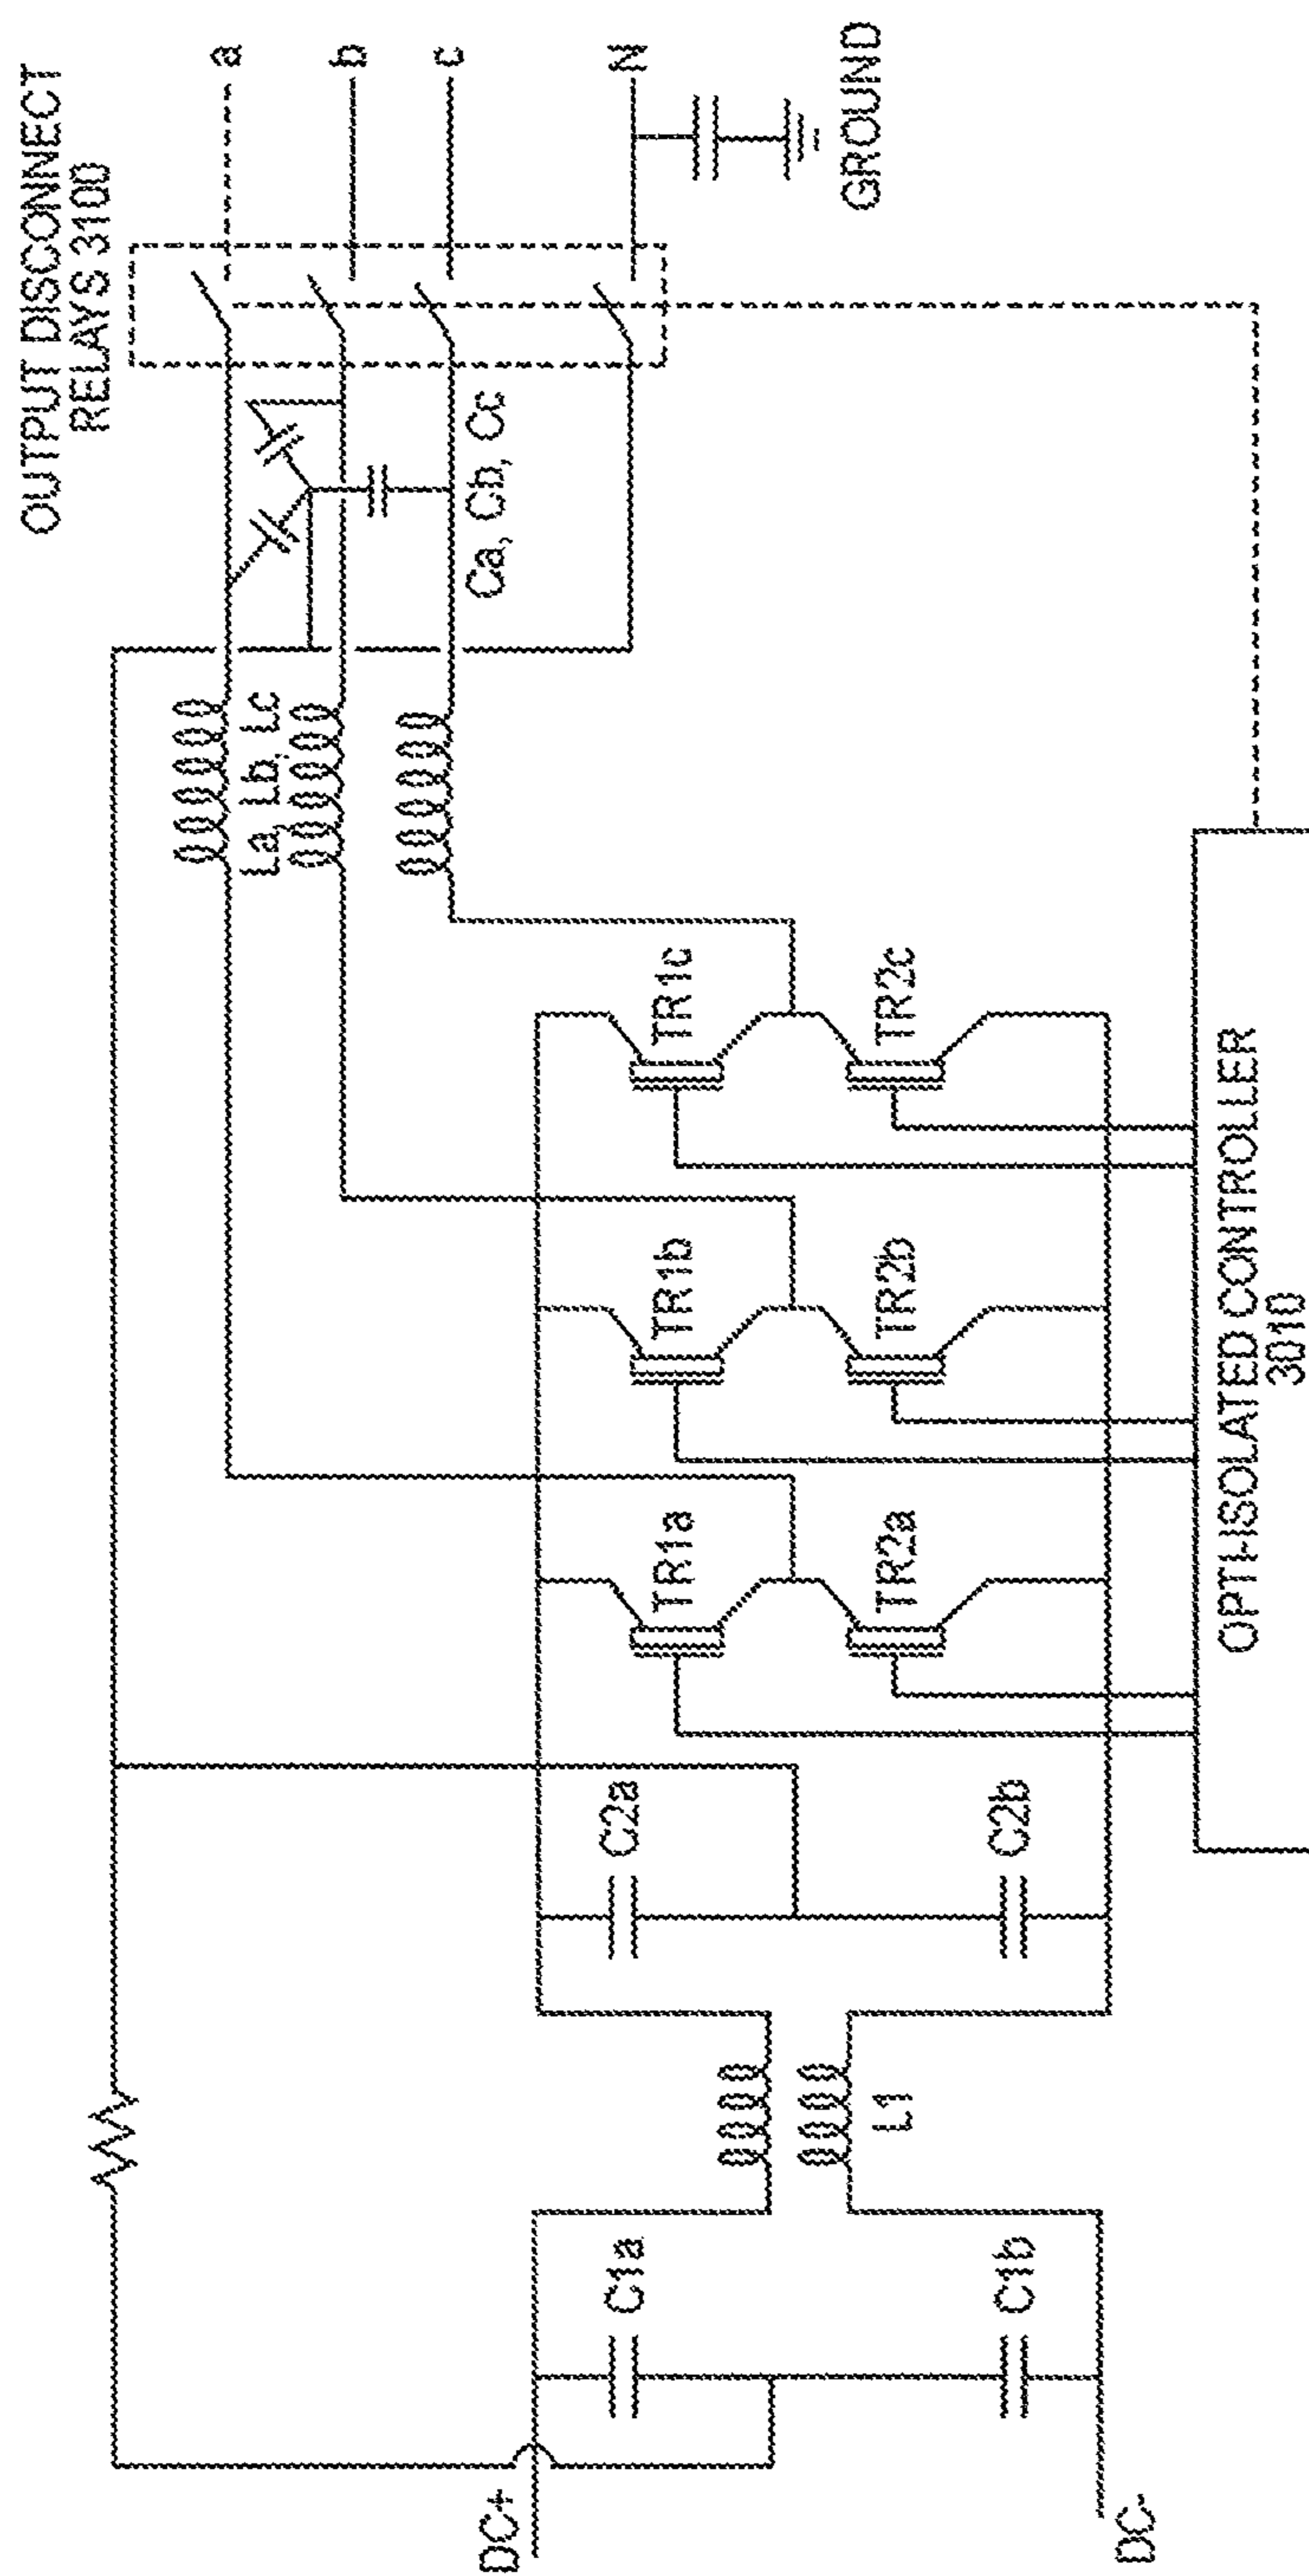 OUTPUT DISCONNECT
RELAYS 3100
a
b
c
N
GROUND
La, Lb, Lc
Ca, Cb, Cc
DC+
DC-
C1a
C1b
L1
C2a
C2b
TR1a
TR2a
TR1b
TR2b
TR1c
TR2c
OPTI-ISOLATED CONTROLLER
3010